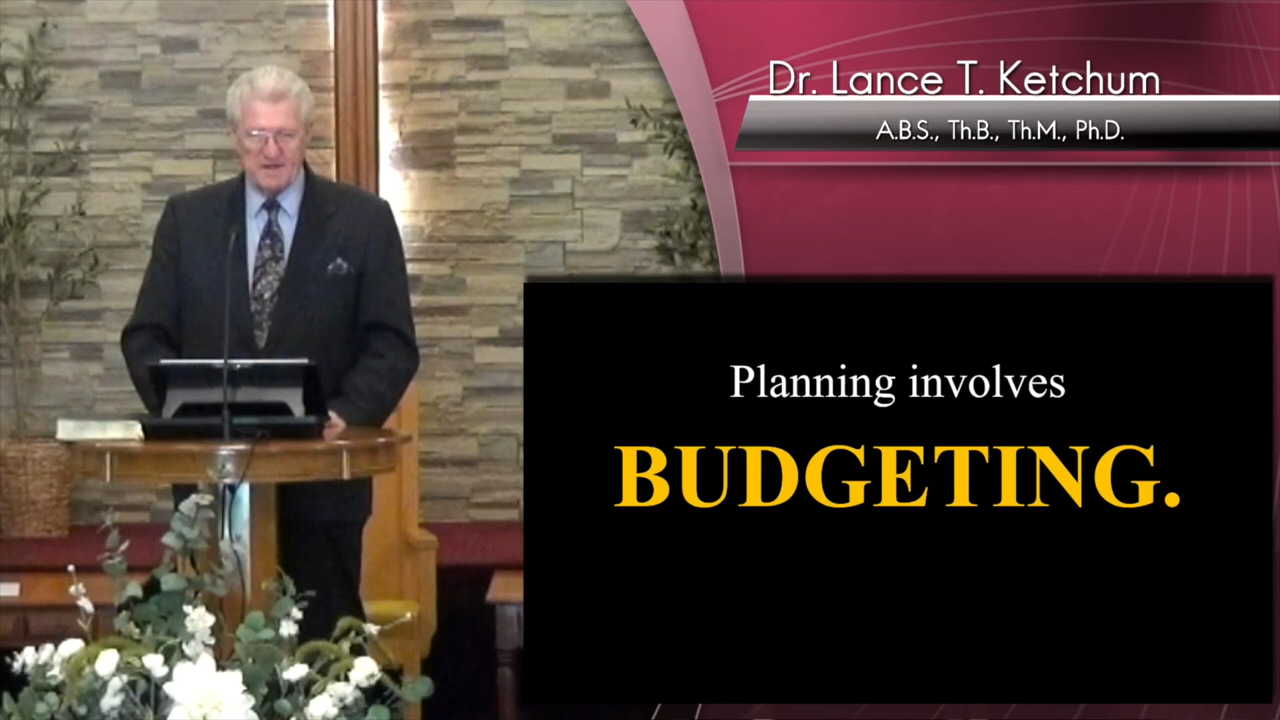 Dr. Lance T. Ketchum
A.B.S., Th.B., Th.M., Ph.D.
Planning involves
BUDGETING.